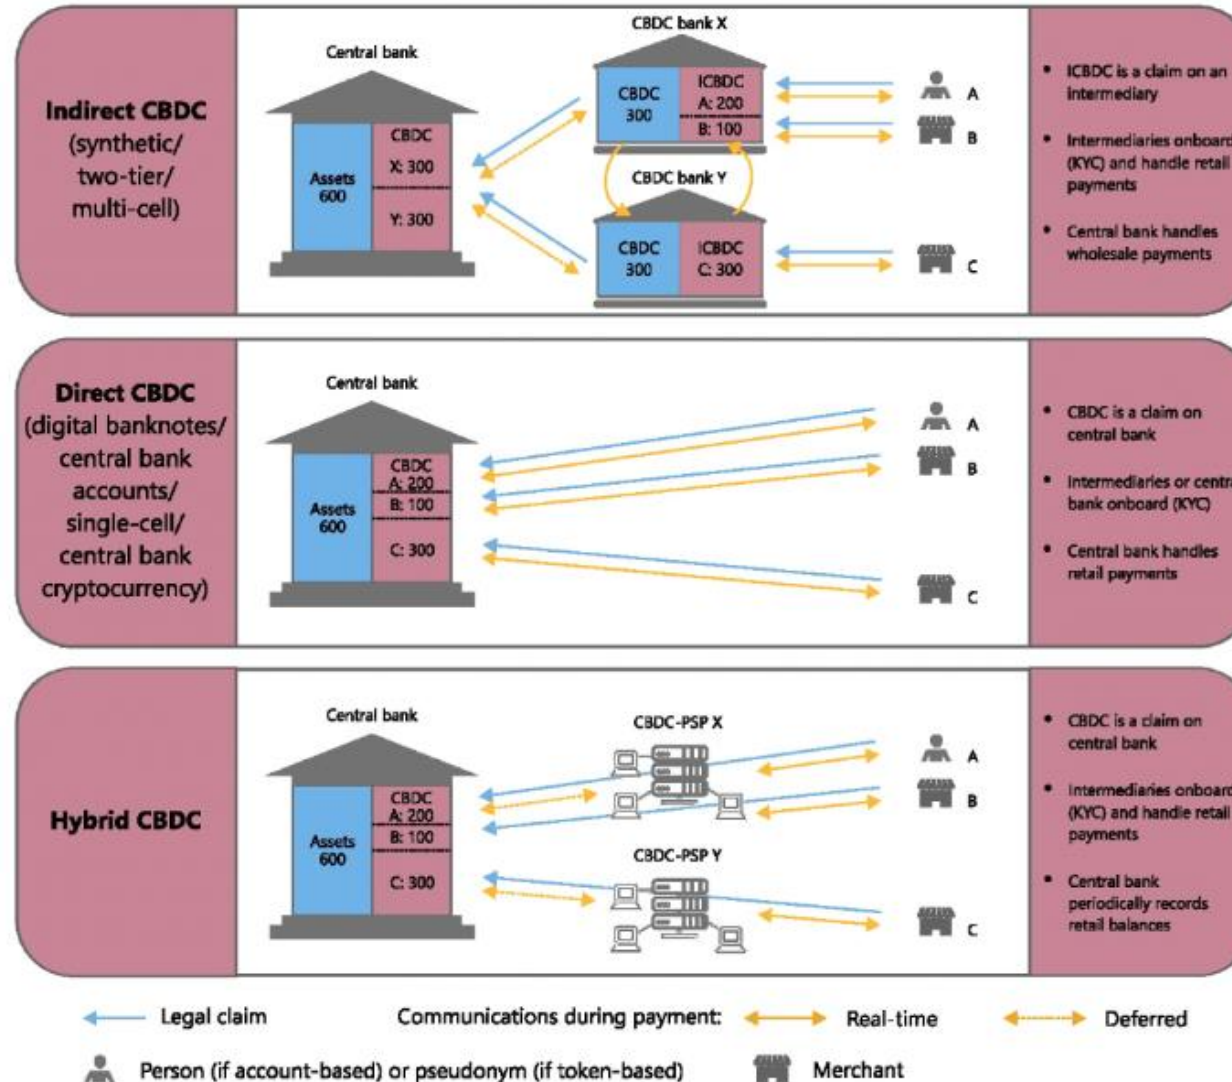 Indirect CBDC
(synthetic/
two-tier/
multi-cell)
Central bank
Assets
600
CBDC
X: 300
Y: 300
CBDC bank X
CBDC
300
ICBDC
A: 200
B: 100
CBDC bank Y
CBDC
300
ICBDC
C: 300
A
B
C
• ICBDC is a claim on an
intermediary
• Intermediaries onboard
(KYC) and handle retail
payments
• Central bank handles
wholesale payments
Direct CBDC
(digital banknotes/
central bank
accounts/
single-cell/
central bank
cryptocurrency)
Central bank
Assets
600
CBDC
A: 200
B: 100
C: 300
A
B
C
• CBDC is a claim on
central bank
• Intermediaries or centra
bank onboard (KYC)
• Central bank handles
retail payments
Hybrid CBDC
Central bank
Assets
600
CBDC
A: 200
B: 100
C: 300
CBDC-PSP X
CBDC-PSP Y
A
B
C
• CBDC is a claim on
central bank
• Intermediaries onboard
(KYC) and handle retail
payments
• Central bank
periodically records
retail balances
Legal claim
Communications during payment:
Real-time
Deferred
Person (if account-based) or pseudonym (if token-based)
Merchant